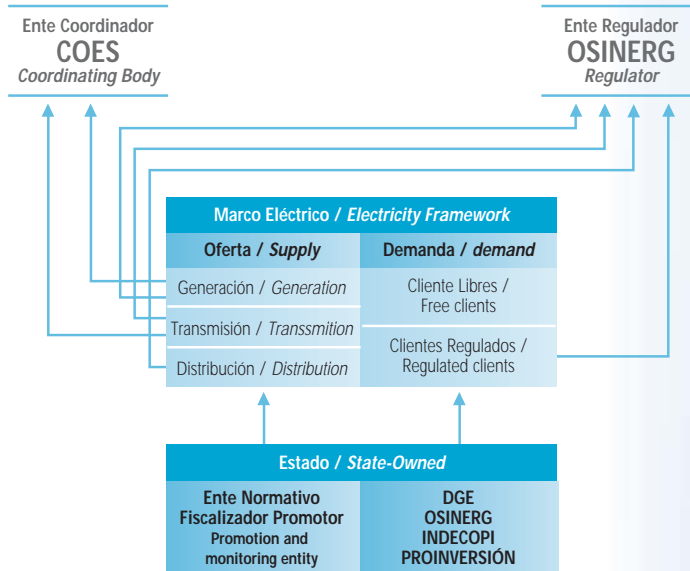 Ente Coordinador
COES
Coordinating Body
Ente Regulador
OSINERG
Regulator
Marco Eléctrico / Electricity Framework
Oferta / Supply
Demanda / demand
Generación / Generation
Transmisión / Transsmition
Distribución / Distribution
Cliente Libres /
Free clients
Clientes Regulados /
Regulated clients
Estado / State-Owned
Ente Normativo
Fiscalizador Promotor
Promotion and
monitoring entity
DGE
OSINERG
INDECOPI
PROINVERSIÓN